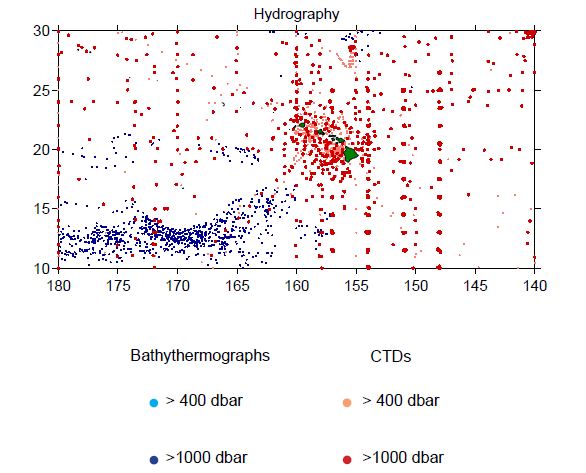 Hydrography
30
25
20
15
10
180 175 170 165 160 155 150 145 140
Bathythermographs CTDs
> 400 dbar > 400 dbar
>1000 dbar >1000 dbar